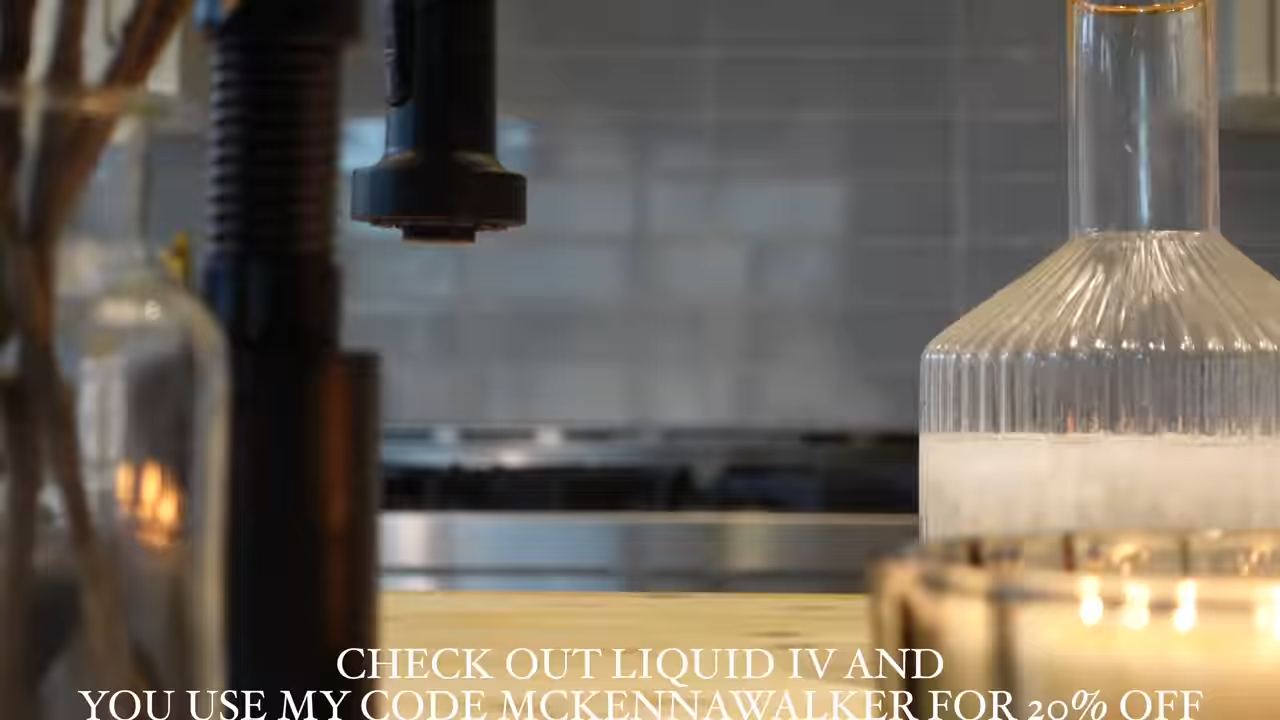 CHECK OUT LIQUID IV AND
YOU USE MY CODE MCKENNAWALKER FOR 20% OFF